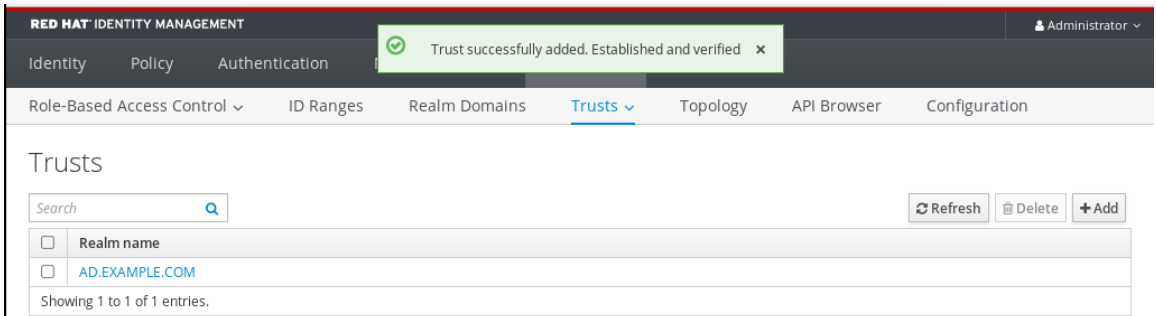 RED HAT® IDENTITY MANAGEMENT
Administrator
Trust successfully added. Established and verified ×
Identity Policy Authentication
Role-Based Access Control ID Ranges Realm Domains Trusts Topology API Browser Configuration
Trusts
Search
Refresh Delete +Add
Realm name
AD.EXAMPLE.COM
Showing 1 to 1 of 1 entries.